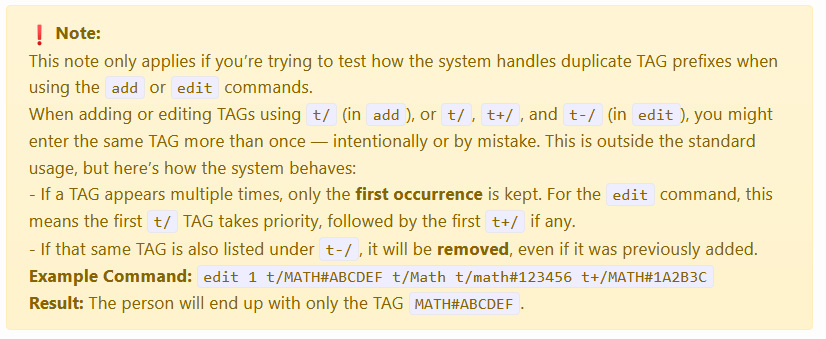 ❗ Note:
This note only applies if you’re trying to test how the system handles duplicate TAG prefixes when
using the add or edit commands.
When adding or editing TAGs using t/ (in add), or t/, t+/, and t-/ (in edit), you might
enter the same TAG more than once — intentionally or by mistake. This is outside the standard
usage, but here’s how the system behaves:
- If a TAG appears multiple times, only the first occurrence is kept. For the edit command, this
means the first t/ TAG takes priority, followed by the first t+/ if any.
- If that same TAG is also listed under t-/, it will be removed, even if it was previously added.
Example Command: edit 1 t/MATH#ABCDEF t/Math t/math#123456 t+/MATH#1A2B3C
Result: The person will end up with only the TAG MATH#ABCDEF.